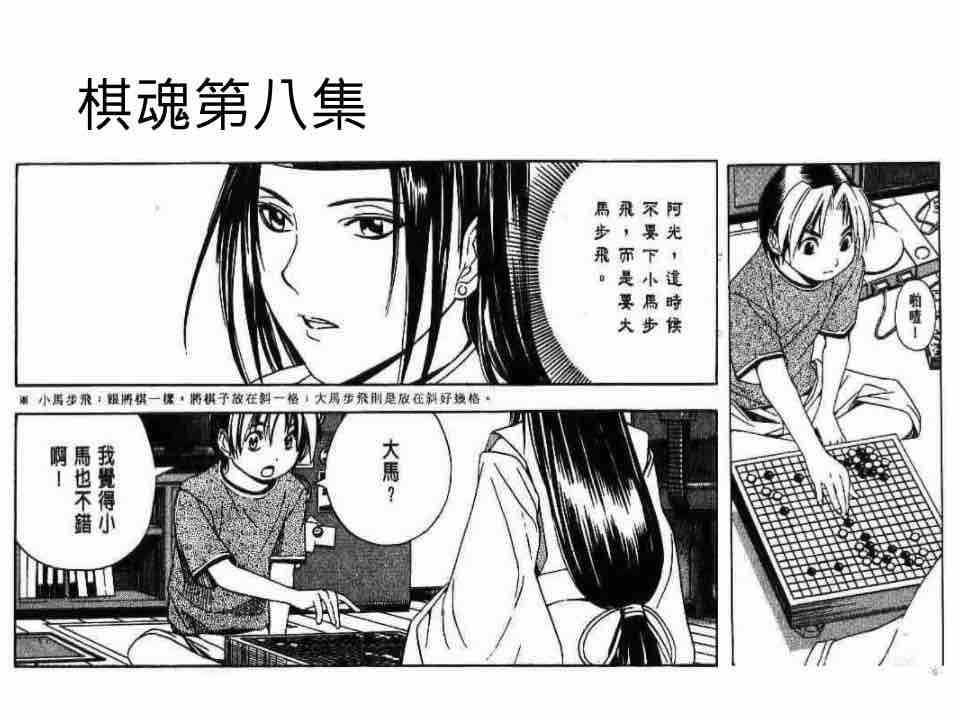 棋魂第八集
啪喳！
阿光，這時候
不要下小馬步
飛，而是要大
馬步飛。
※ 小馬步飛：跟將棋一樣，將棋子放在斜一格；大馬步飛則是放在斜好幾格。
大馬？
我覺得小
馬也不錯
啊！